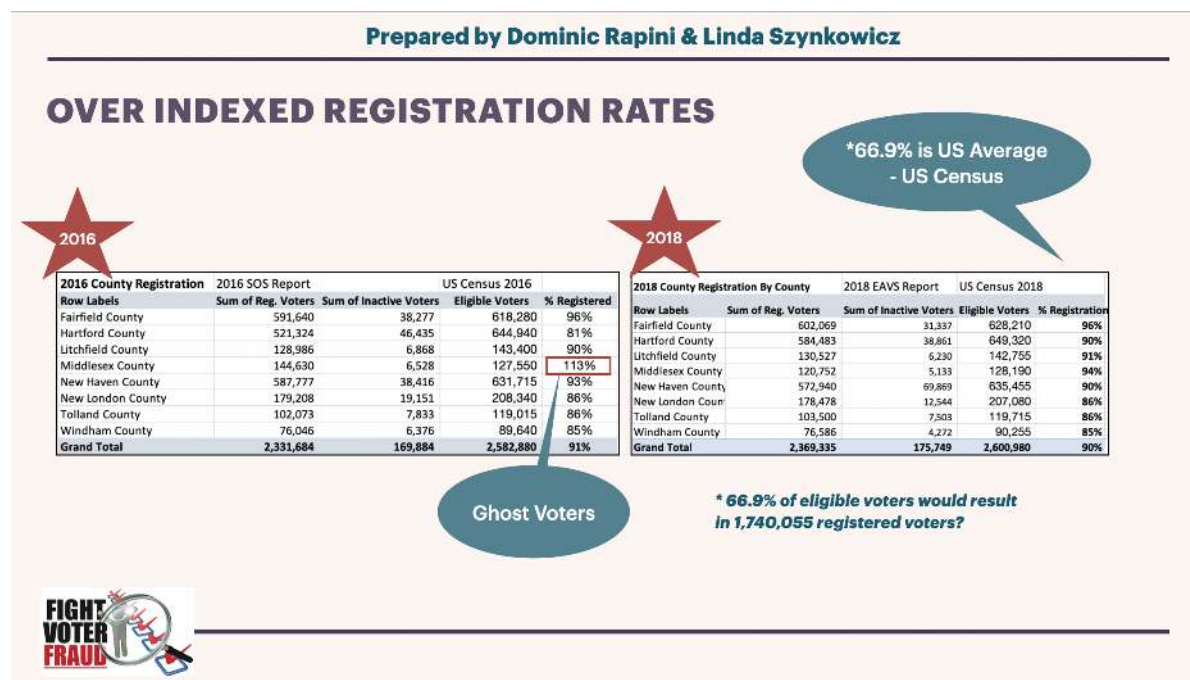 Prepared by Dominic Rapini & Linda Szynkowicz
OVER INDEXED REGISTRATION RATES
*66.9% is US Average
- US Census
2016
2016 County Registration 2016 SOS Report US Census 2016
Row Labels Sum of Reg. Voters Sum of Inactive Voters Eligible Voters % Registered
Fairfield County 591,640 38,277 618,280 96%
Hartford County 521,324 46,435 644,940 81%
Litchfield County 128,986 6,868 143,400 90%
Middlesex County 144,630 6,528 127,550 113%
New Haven County 587,777 38,416 631,715 93%
New London County 179,208 19,151 208,340 86%
Tolland County 102,073 7,833 119,015 86%
Windham County 76,046 6,376 89,640 85%
Grand Total 2,331,684 169,884 2,582,880 91%
Ghost Voters
2018
2018 County Registration By County 2018 EAVS Report US Census 2018
Row Labels Sum of Reg. Voters Sum of Inactive Voters Eligible Voters % Registration
Fairfield County 602,069 31,337 628,210 96%
Hartford County 584,483 38,861 649,320 90%
Litchfield County 130,527 6,230 142,755 91%
Middlesex County 120,752 5,133 128,190 94%
New Haven County 572,940 69,869 635,455 90%
New London Coun 178,478 12,544 207,080 86%
Tolland County 103,500 7,503 119,715 86%
Windham County 76,586 4,272 90,255 85%
Grand Total 2,369,335 175,749 2,600,980 90%
* 66.9% of eligible voters would result
in 1,740,055 registered voters?
FIGHT
VOTER
FRAUD